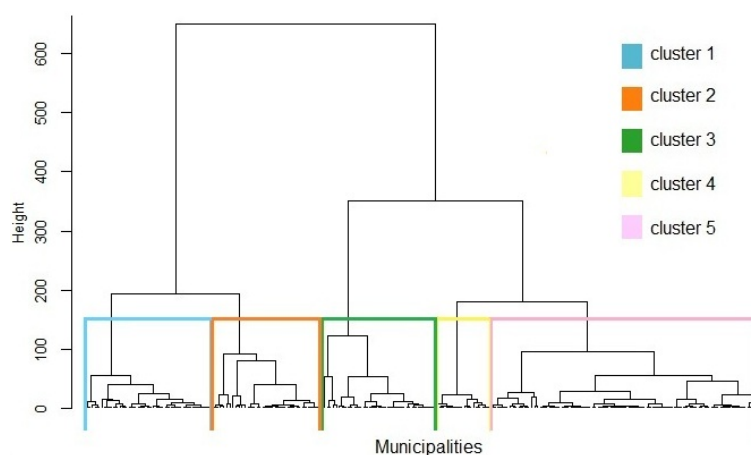 600
500
400
300
200
100
0
Height
Municipalities
cluster 1
cluster 2
cluster 3
cluster 4
cluster 5